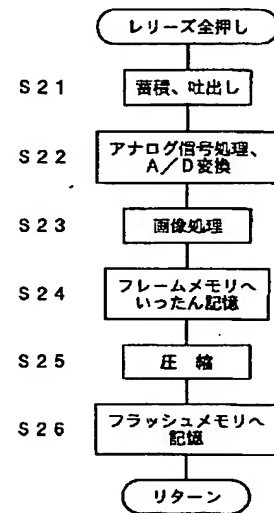 レリーズ全押し
S21
蓄積、吐出し
S22
アナログ信号処理、
A/D変換
S23
画像処理
S24
フレームメモリへ
いったん記憶
S25
圧 縮
S26
フラッシュメモリへ
記憶
リターン